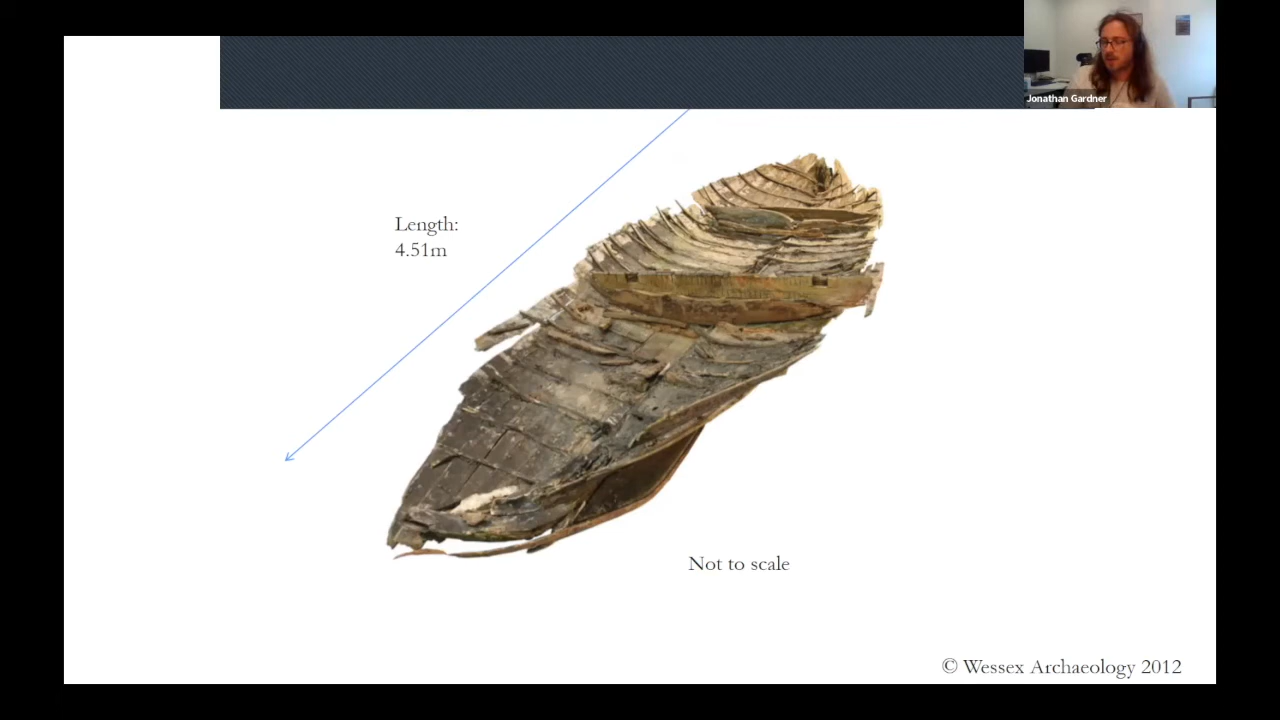 Jonathan Gardner
Length:
4.51m
Not to scale
© Wessex Archaeology 2012